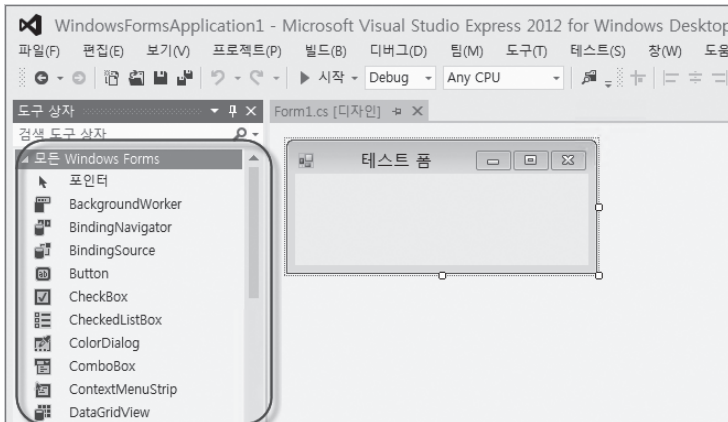 WindowsFormsApplication1 - Microsoft Visual Studio Express 2012 for Windows Desktop
파일(F) 편집(E) 보기(V) 프로젝트(P) 빌드(B) 디버그(D) 팀(M) 도구(T) 테스트(S) 창(W) 도움
시작 Debug Any CPU
도구 상자
Form1.cs [디자인]
검색 도구 상자
모든 Windows Forms
포인터
BackgroundWorker
BindingNavigator
BindingSource
Button
CheckBox
CheckedListBox
ColorDialog
ComboBox
ContextMenuStrip
DataGridView
테스트 폼